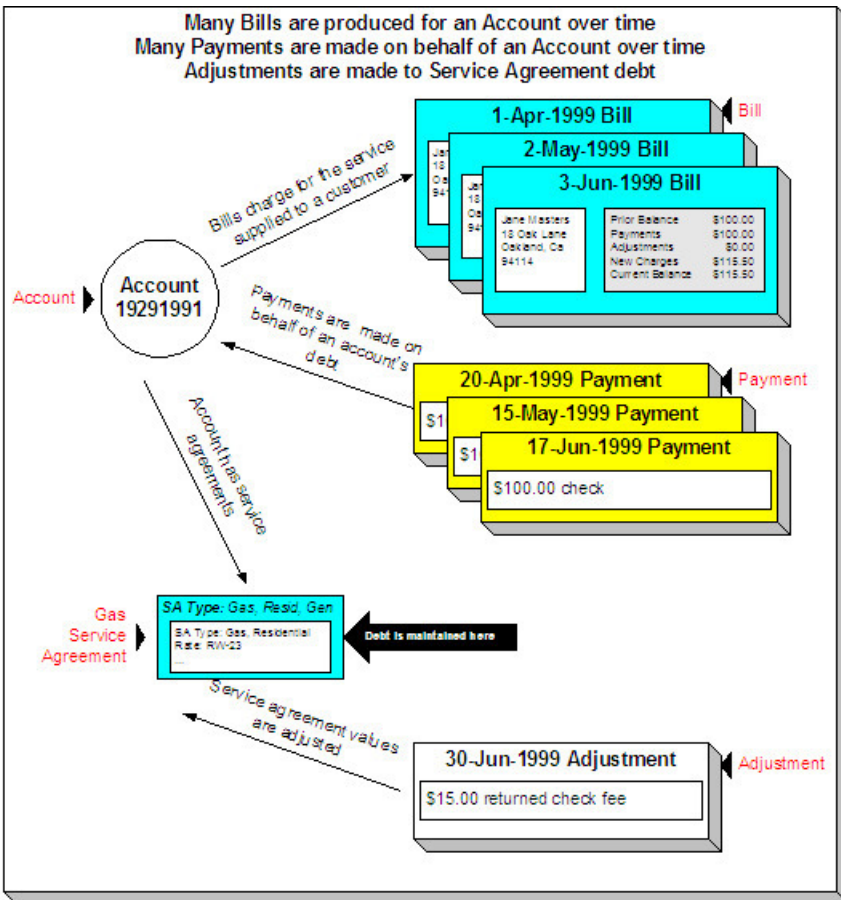 Many Bills are produced for an Account over time
Many Payments are made on behalf of an Account over time
Adjustments are made to Service Agreement debt
1-Apr-1999 Bill
Bill
2-May-1999 Bill
3-Jun-1999 Bill
Jane Masters
18 Oak Lane
Oakland, Ca
94114
Prior Balance $100.00
Payments $100.00
Adjustments $0.00
New Charges $115.50
Current Balance $115.50
Bills charge for the service
supplied to a customer
Account
Account
19291991
Payments are made on
behalf of an account's
debt
20-Apr-1999 Payment
Payment
15-May-1999 Payment
17-Jun-1999 Payment
$100.00 check
Account has service
agreements
Gas
Service
Agreement
SA Type: Gas, Resid, Gen
SA Type: Gas, Residential
Rate: RW-23
...
Debt is maintained here
Service agreement values
are adjusted
30-Jun-1999 Adjustment
Adjustment
$15.00 returned check fee